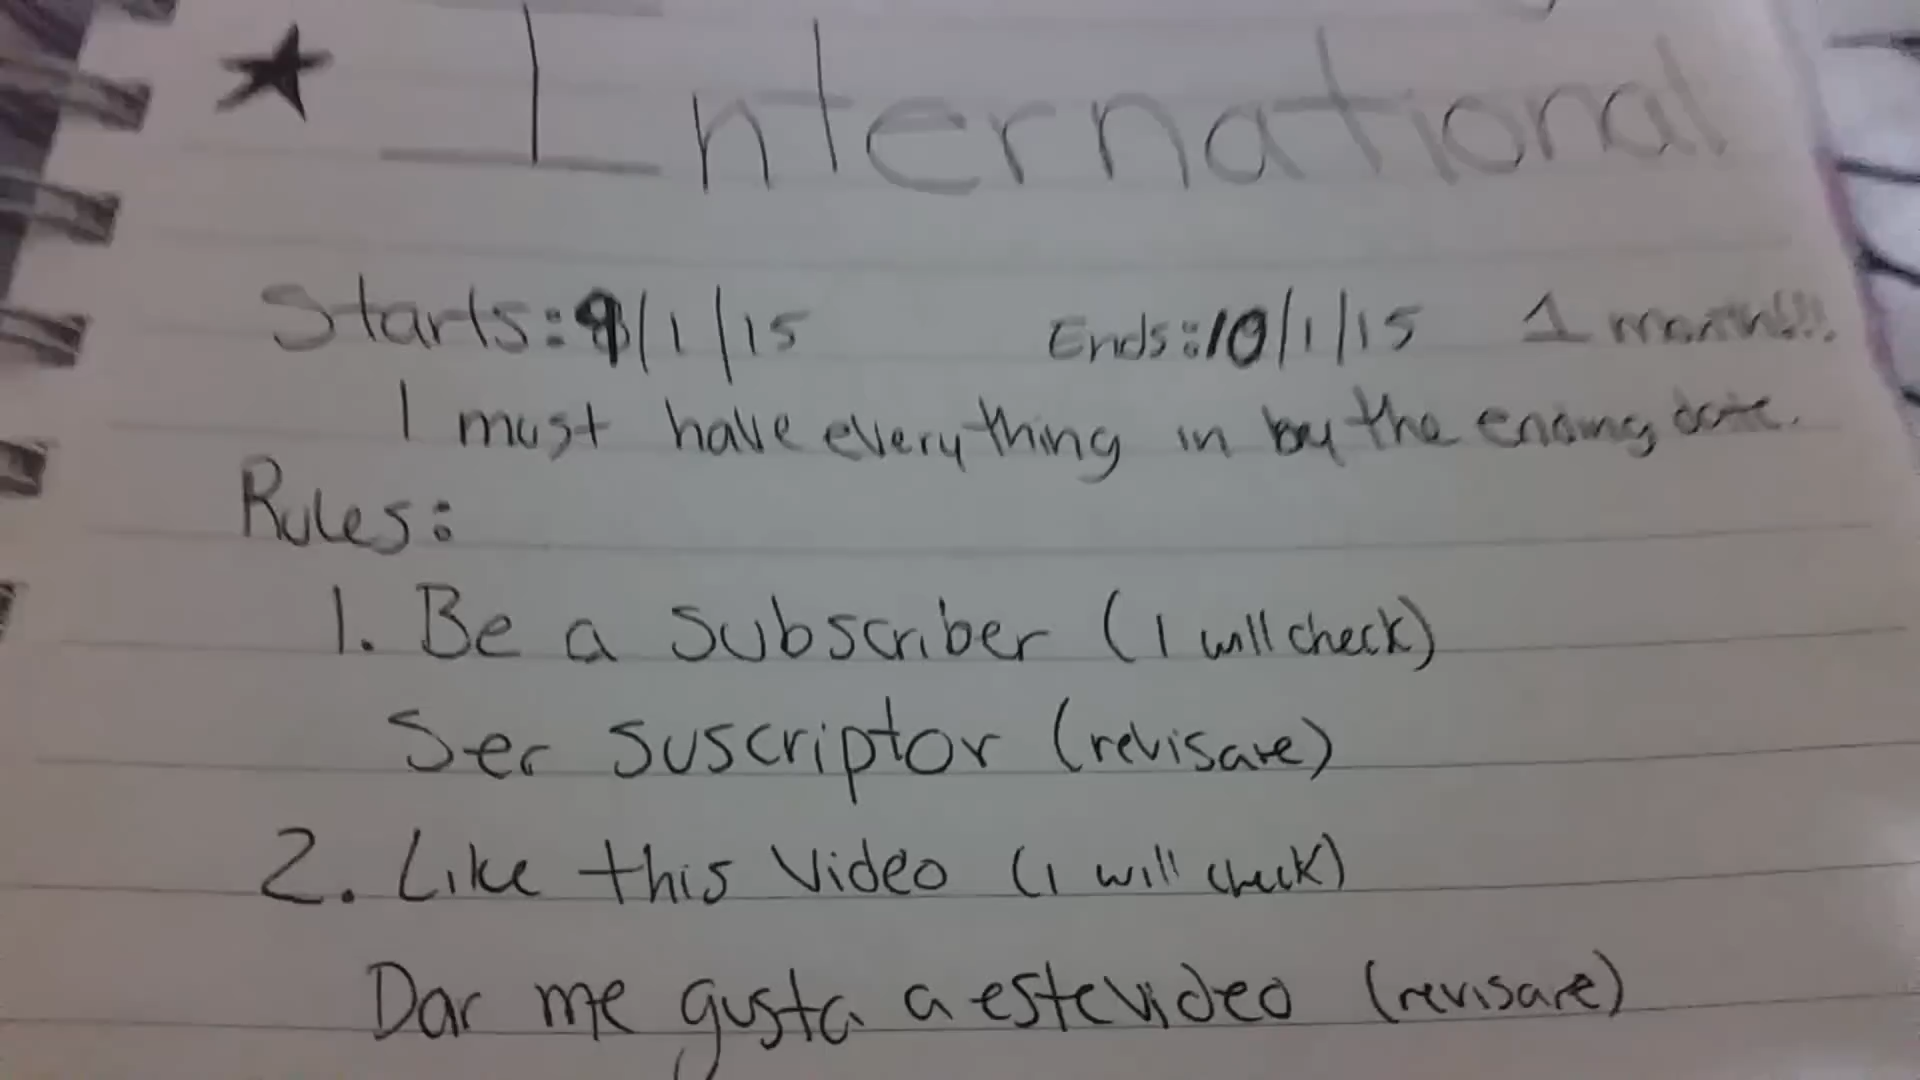 ★ International
Starts: 9/1/15 Ends: 10/1/15 1 month!!!
I must have everything in by the ending date.
Rules:
1. Be a subscriber (I will check)
Ser suscriptor (revisare)
2. Like this video (I will check)
Dar me gusta a este video (revisare)